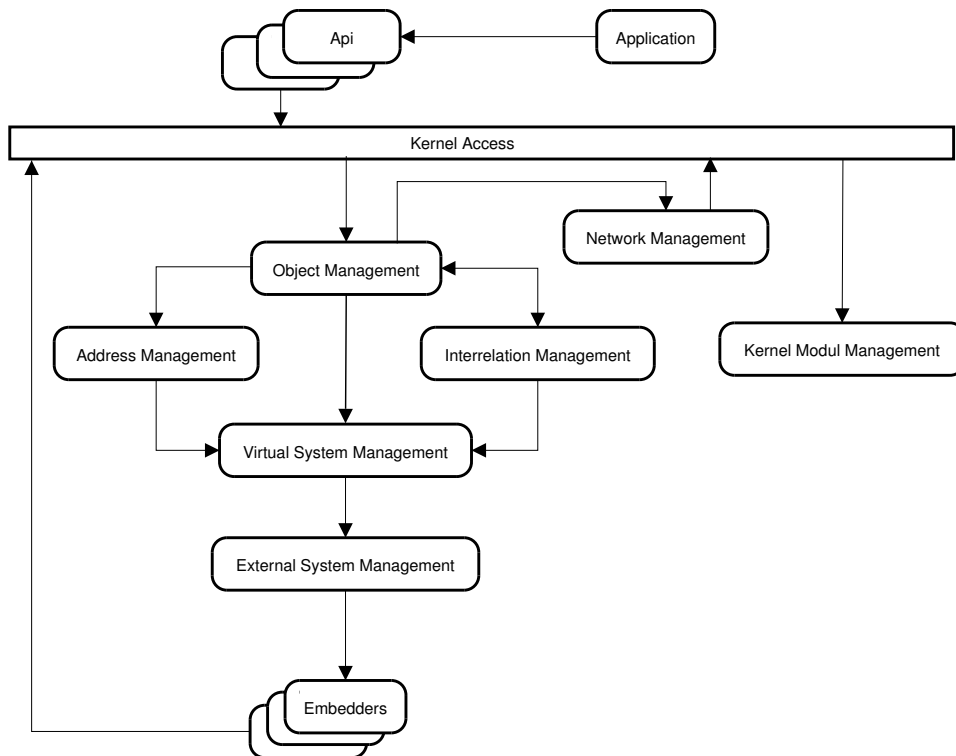 Api
Application
Kernel Access
Network Management
Object Management
Address Management
Interrelation Management
Kernel Modul Management
Virtual System Management
External System Management
Embedders